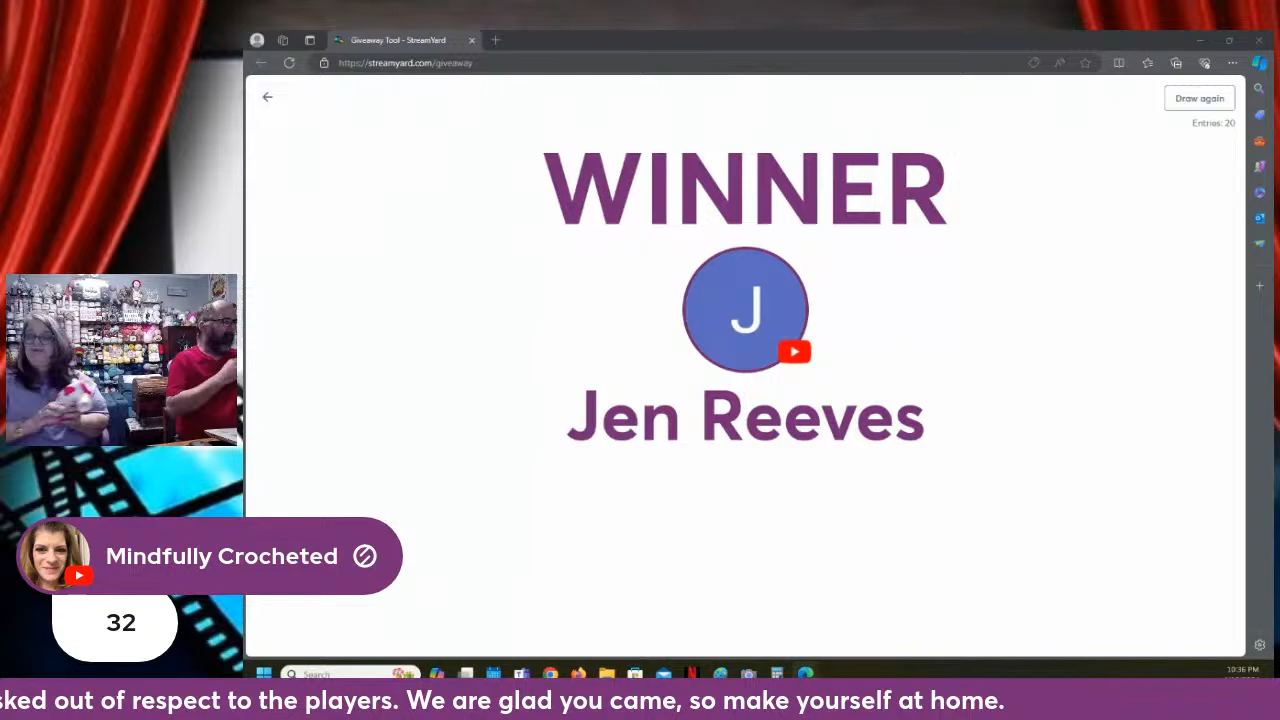 Giveaway Tool - StreamYard
https://streamyard.com/giveaway
Draw again
Entries: 20
WINNER
J
Jen Reeves
Mindfully Crocheted
32
Search
10:36 PM
sked out of respect to the players. We are glad you came, so make yourself at home.